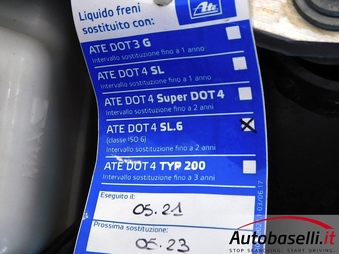 Liquido freni
sostituito con:
Ate
ATE DOT 3 G
Intervallo sostituzione fino a 1 anno
ATE DOT 4 SL
Intervallo sostituzione fino a 1 anno
ATE DOT 4 Super DOT 4
Intervallo sostituzione fino a 2 anni
ATE DOT 4 SL.6
(classe ISO 6)
Intervallo sostituzione fino a 2 anni
ATE DOT 4 TYP 200
Intervallo sostituzione fino a 3 anni
Eseguito il:
05.21
Prossima sostituzione:
05.23
Autobaselli.it
STOP SEARCHING. START DRIVING.